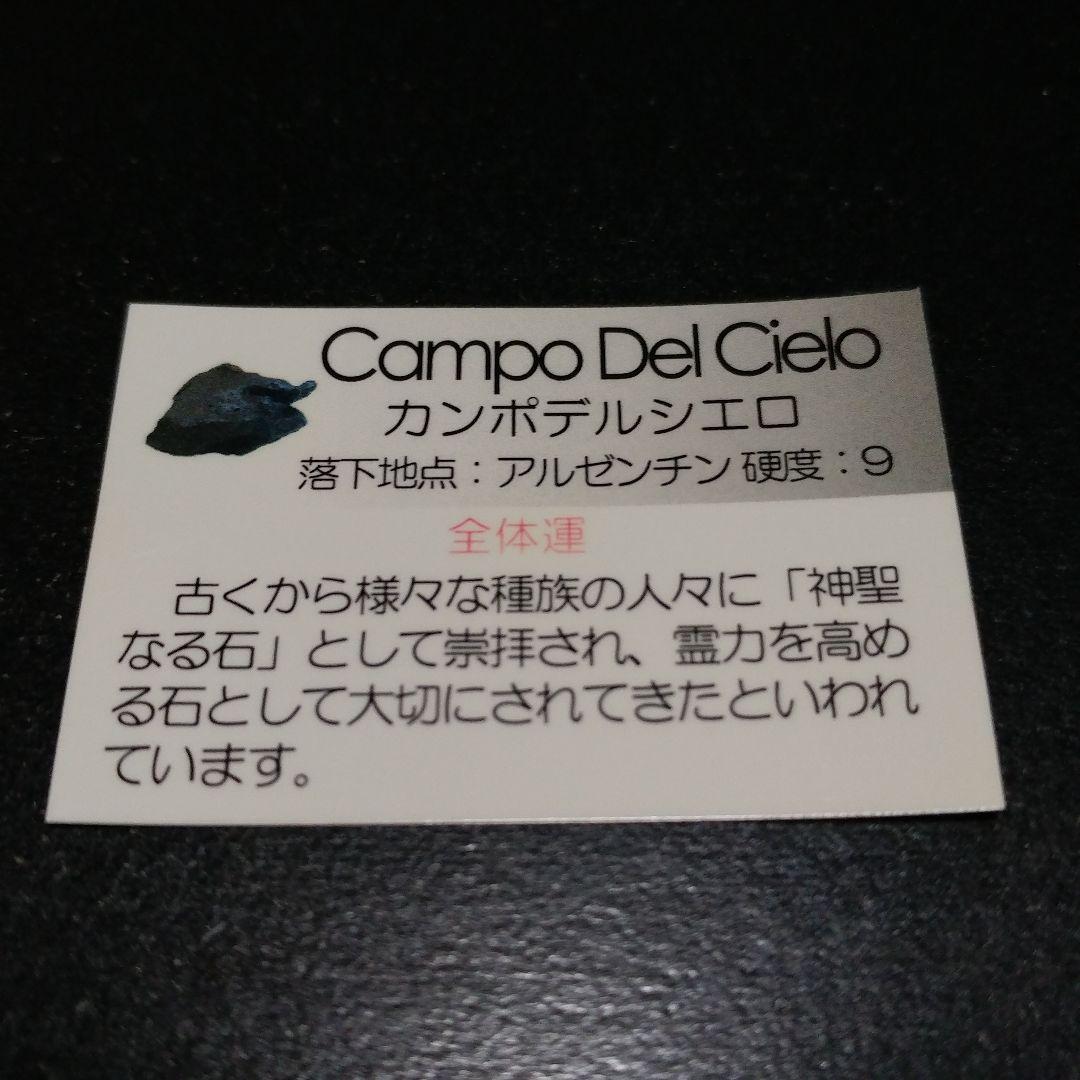 Campo Del Cielo
カンポデルシエロ
落下地点：アルゼンチン 硬度：9
全体運
古くから様々な種族の人々に「神聖
なる石」として崇拝され、霊力を高め
る石として大切にされてきたといわれ
ています。